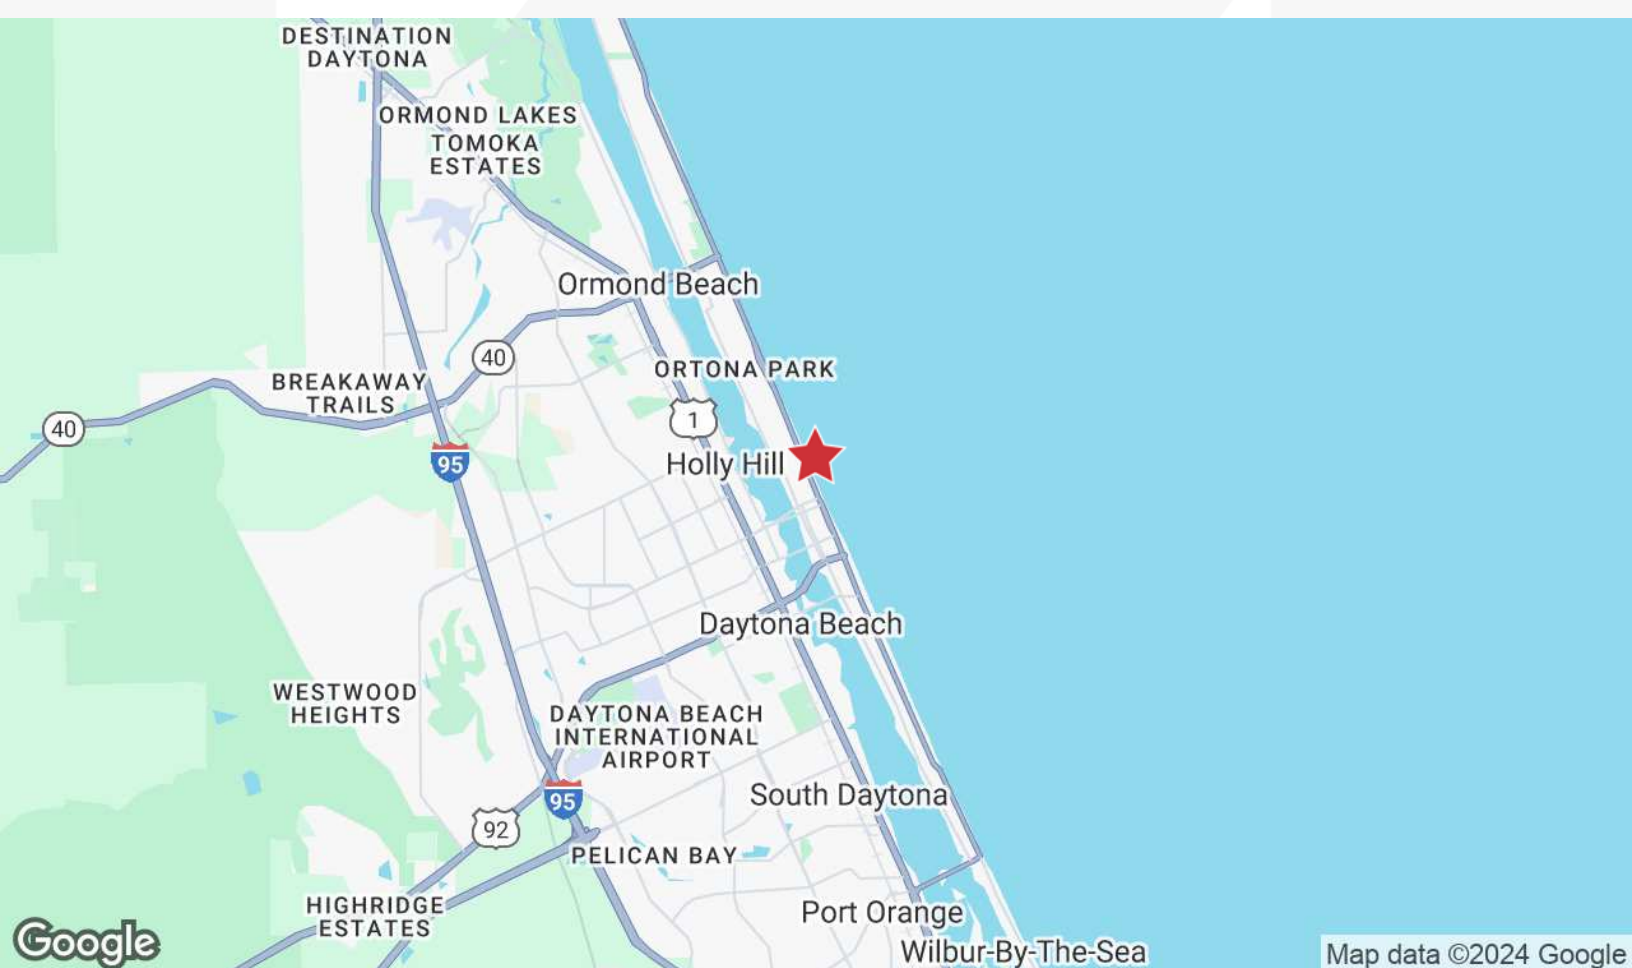 DESTINATION
DAYTONA
ORMOND LAKES
TOMOKA
ESTATES
Ormond Beach
40
ORTONA PARK
BREAKAWAY
TRAILS
40
1
95
Holly Hill
Daytona Beach
WESTWOOD
HEIGHTS
DAYTONA BEACH
INTERNATIONAL
AIRPORT
95
South Daytona
92
PELICAN BAY
HIGHRIDGE
ESTATES
Port Orange
Google
Wilbur-By-The-Sea
Map data ©2024 Google